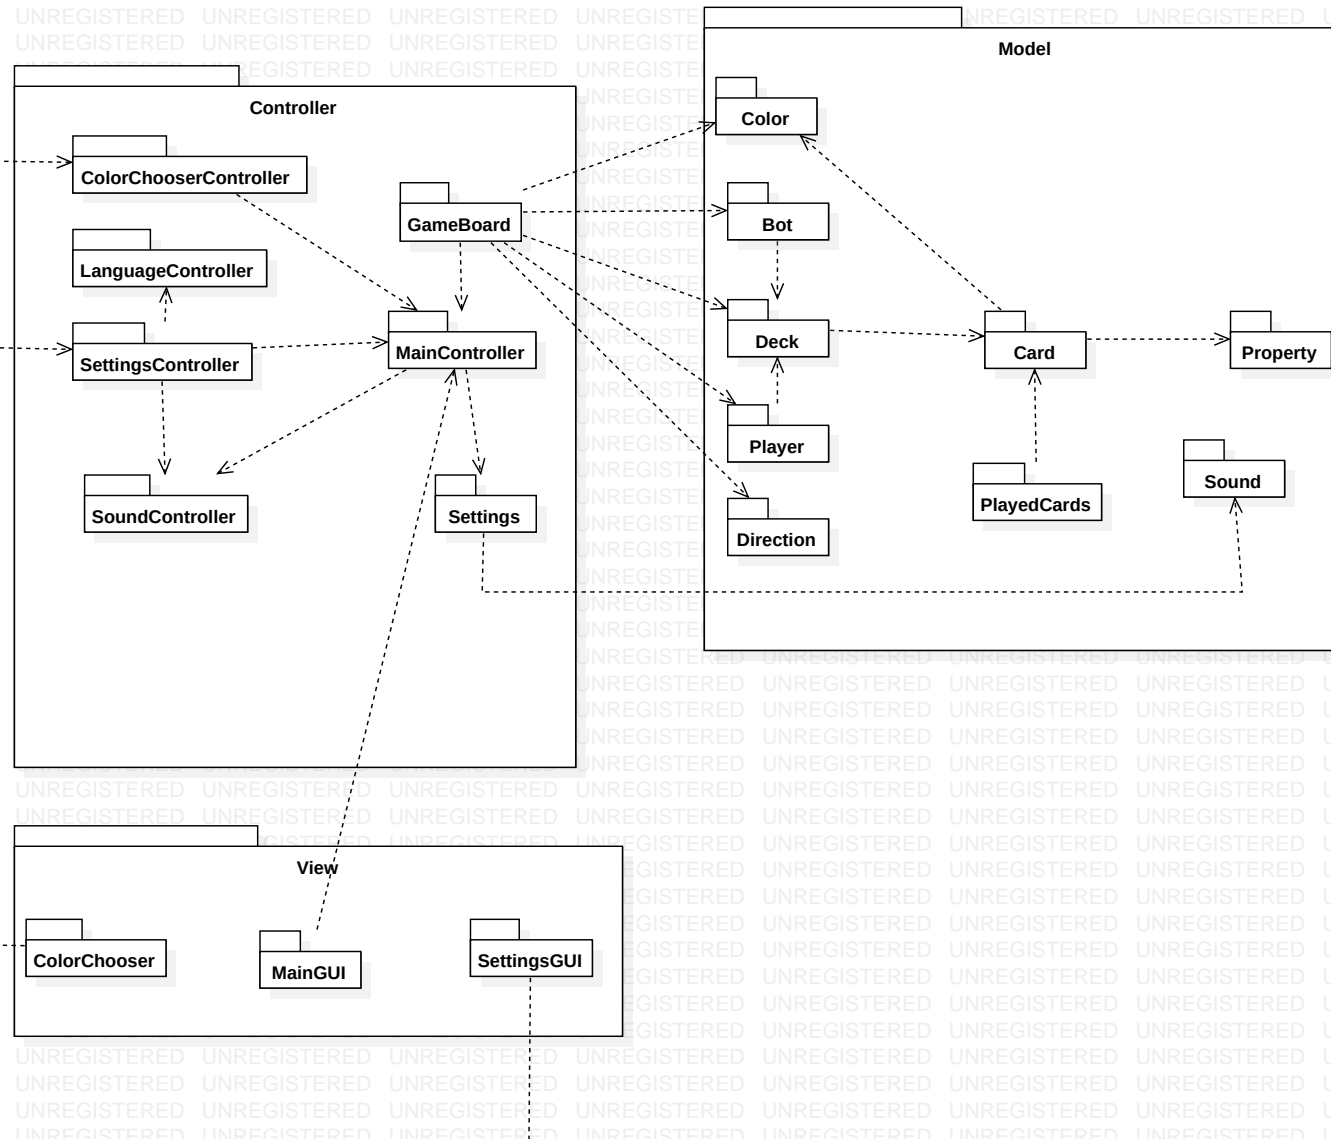 Model
Controller
Color
ColorChooserController
GameBoard
Bot
LanguageController
Deck
MainController
Card
Property
SettingsController
Player
Sound
PlayedCards
SoundController
Settings
Direction
View
ColorChooser
MainGUI
SettingsGUI
UNREGISTERED